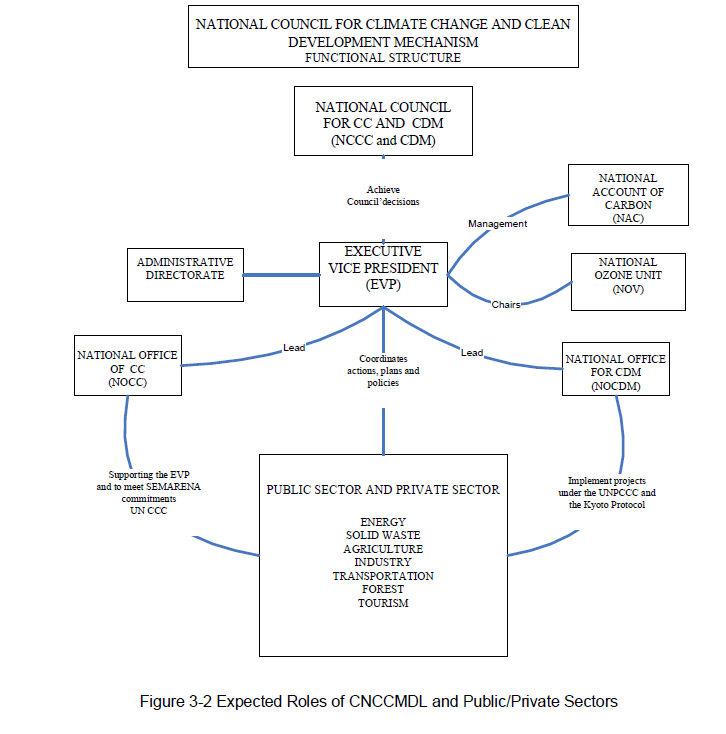 NATIONAL COUNCIL FOR CLIMATE CHANGE AND CLEAN
DEVELOPMENT MECHANISM
FUNCTIONAL STRUCTURE
NATIONAL COUNCIL
FOR CC AND CDM
(NCCC and CDM)
Achieve
Council'decisions
NATIONAL
ACCOUNT OF
CARBON
(NAC)
Management
EXECUTIVE
VICE PRESIDENT
(EVP)
ADMINISTRATIVE
DIRECTORATE
NATIONAL
OZONE UNIT
(NOV)
Chairs
NATIONAL OFFICE
OF CC
(NOCC)
Lead
Coordinates
actions, plans and
policies
Lead
NATIONAL OFFICE
FOR CDM
(NOCDM)
Supporting the EVP
and to meet SEMARENA
commitments
UN CCC
PUBLIC SECTOR AND PRIVATE SECTOR
ENERGY
SOLID WASTE
AGRICULTURE
INDUSTRY
TRANSPORTATION
FOREST
TOURISM
Implement projects
under the UNPCCC and
the Kyoto Protocol
Figure 3-2 Expected Roles of CNCCMDL and Public/Private Sectors